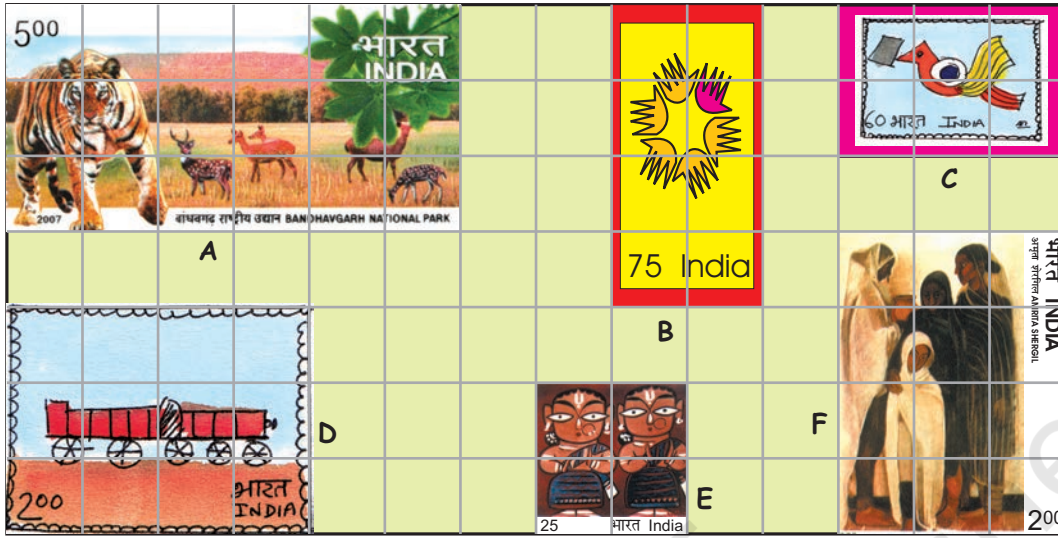 5 00
भारत
INDIA
2007
बांधवगढ़ राष्ट्रीय उद्यान BANDHAVGARH NATIONAL PARK
A
75 India
B
60 भारत INDIA
C
2 00
भारत
INDIA
D
25 भारत India
E
भारत INDIA
अमृता शेरगिल AMRITA SHERGIL
2 00
F